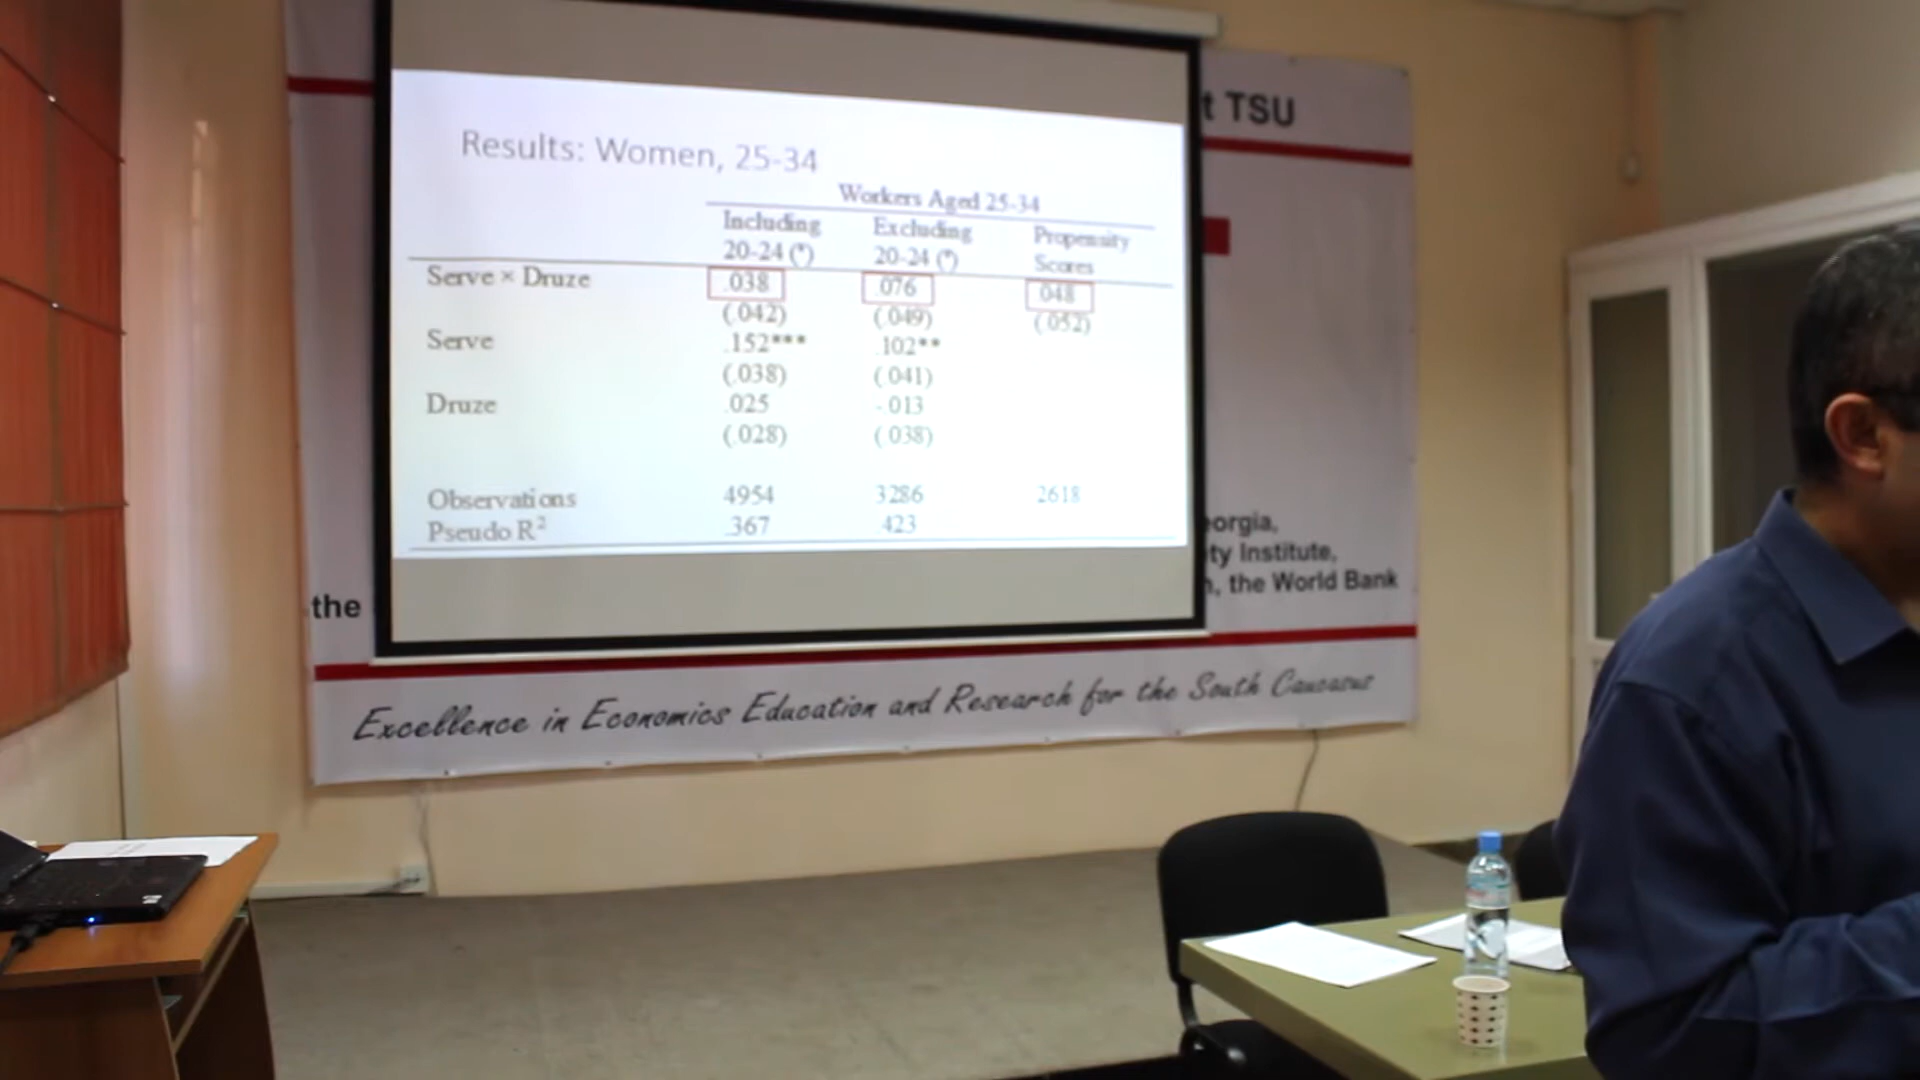 t TSU
Results: Women, 25-34
Workers Aged 25-34
Including Excluding Propensity
20-24 (*) 20-24 (*) Scores
Serve × Druze .038 .076 .048
(.042) (.049) (.052)
Serve .152*** .102**
(.038) (.041)
Druze .025 -.013
(.028) (.038)
Observations 4954 3286 2618
Pseudo R² .367 .423
eorgia,
ty Institute,
the
n, the World Bank
Excellence in Economics Education and Research for the South Caucasus